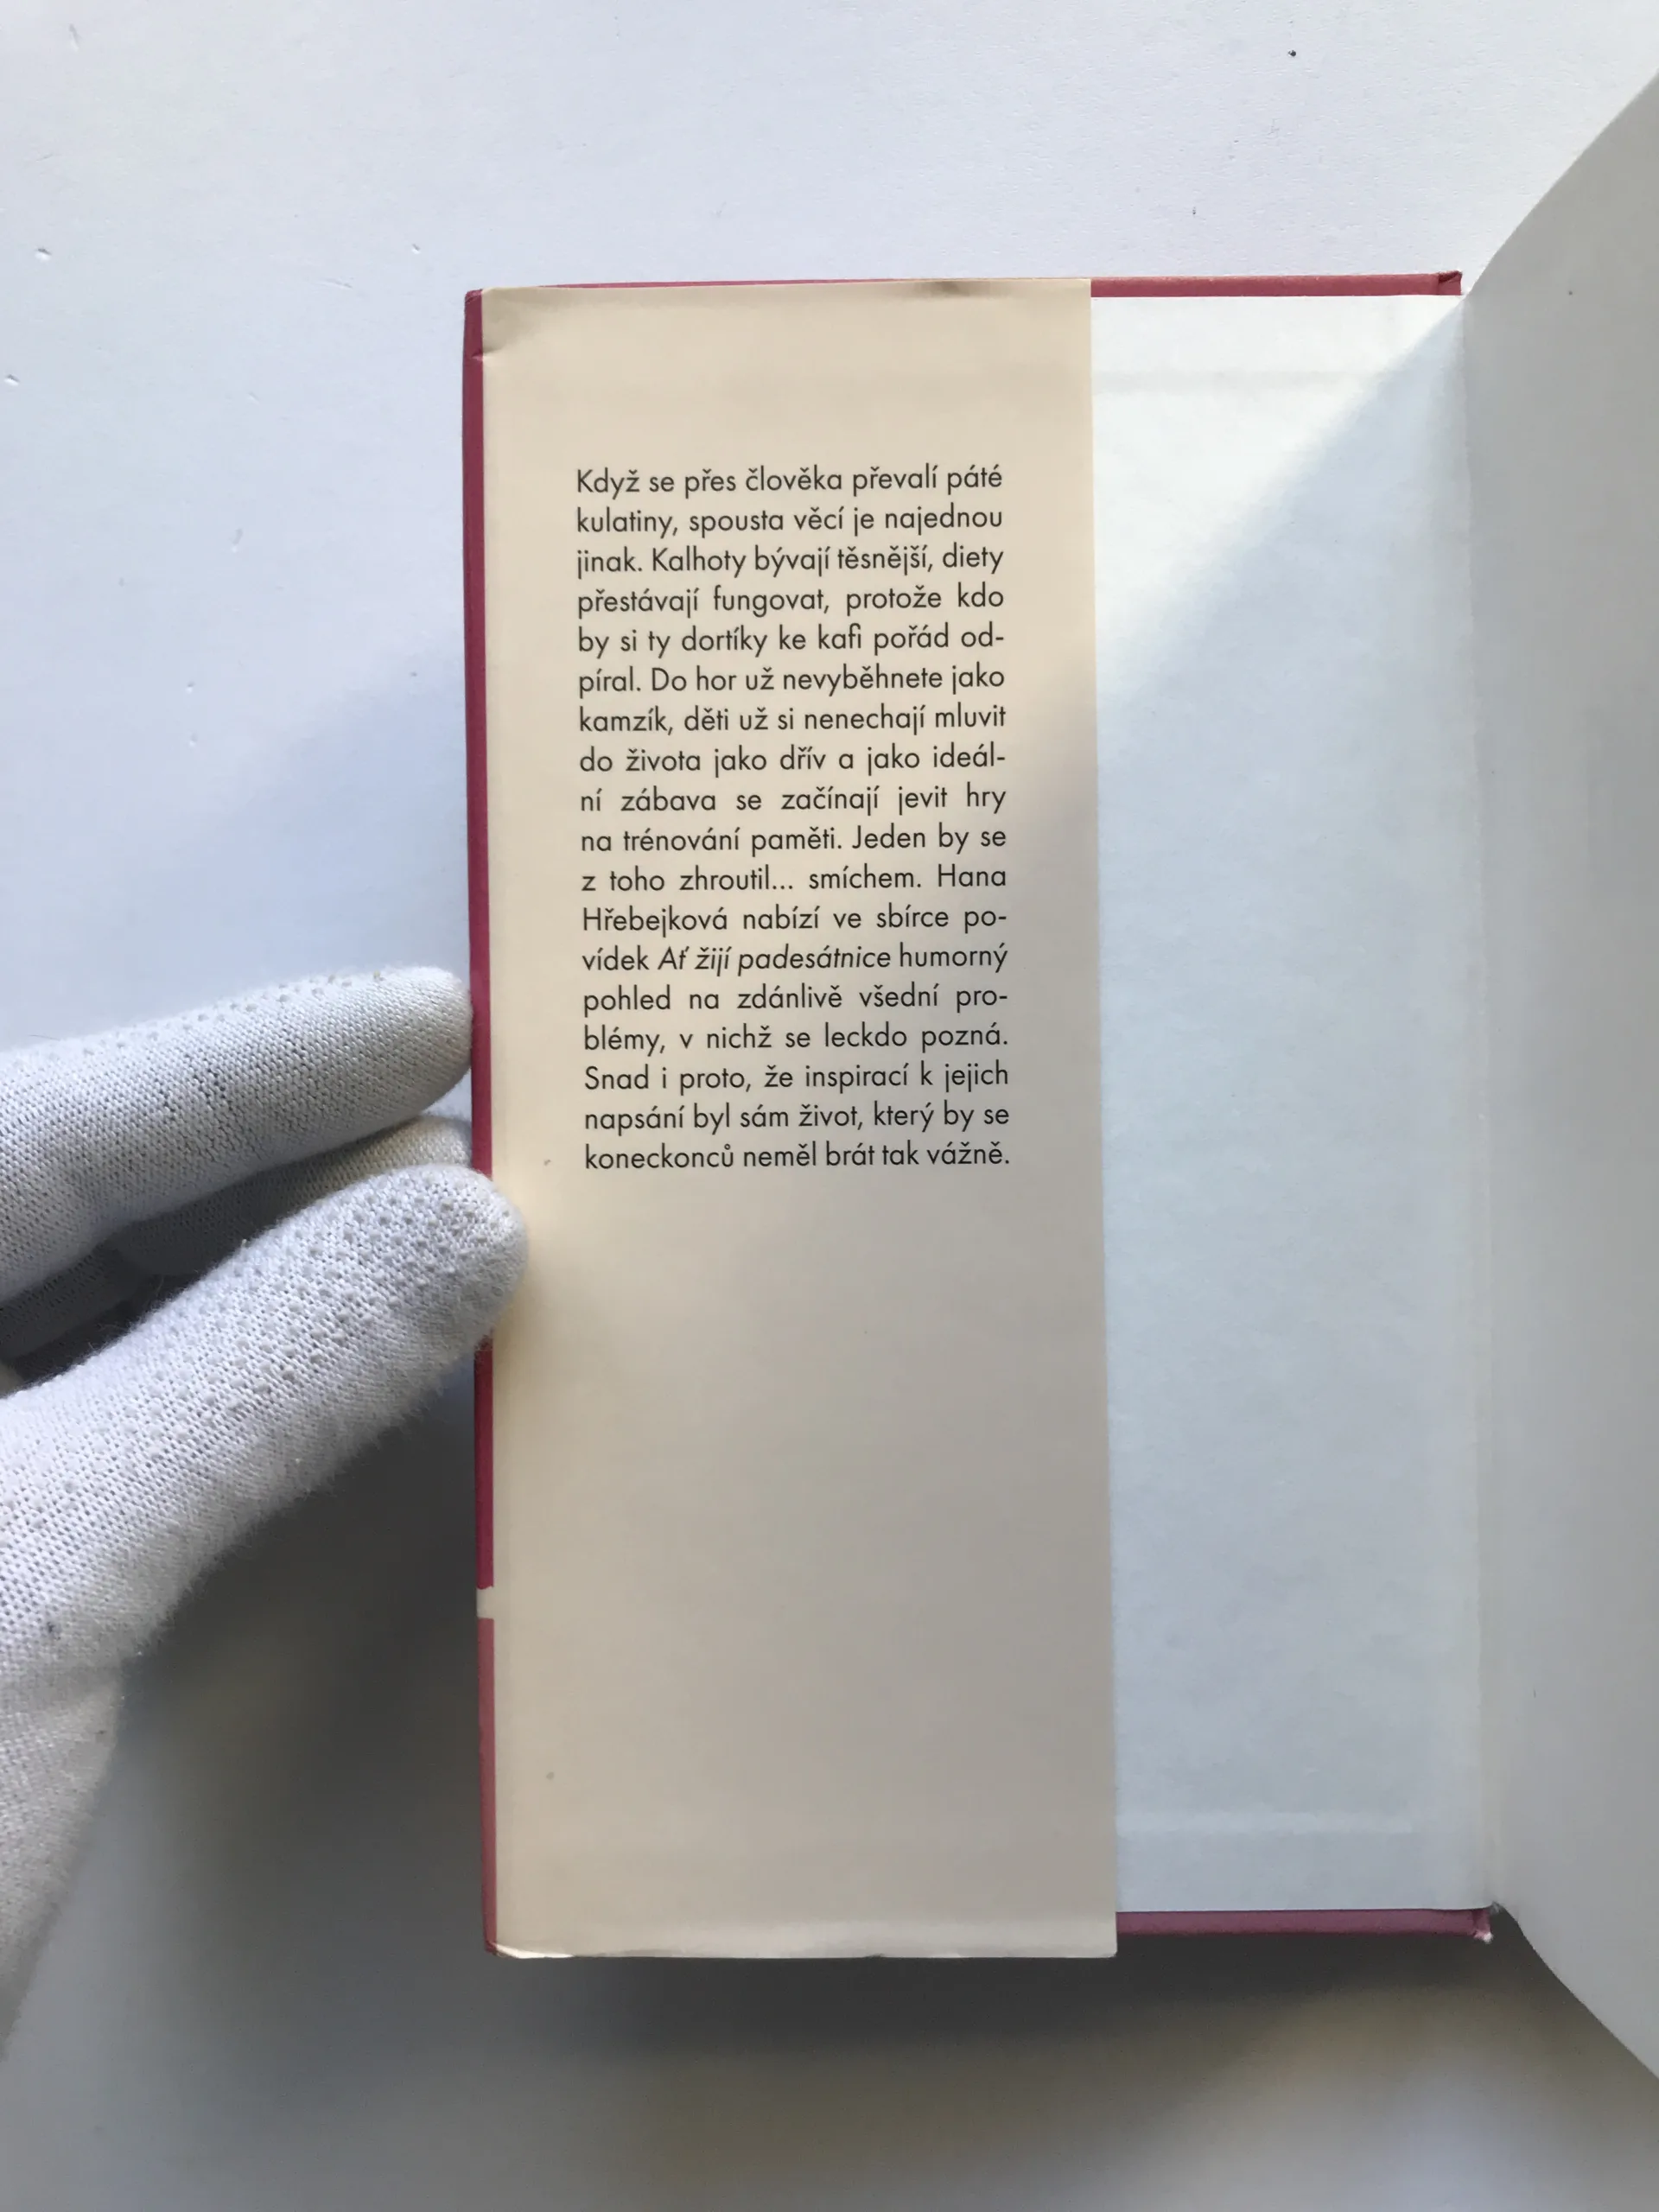 Když se přes člověka převalí páté
kulatiny, spousta věcí je najednou
jinak. Kalhoty bývají těsnější, diety
přestávají fungovat, protože kdo
by si ty dortíky ke kafi pořád od-
píral. Do hor už nevyběhnete jako
kamzík, děti už si nenechají mluvit
do života jako dřív a jako ideál-
ní zábava se začínají jevit hry
na trénování paměti. Jeden by se
z toho zhroutil... smíchem. Hana
Hřebejková nabízí ve sbírce po-
vídek Ať žijí padesátnice humorný
pohled na zdánlivě všední pro-
blémy, v nichž se leckdo pozná.
Snad i proto, že inspirací k jejich
napsání byl sám život, který by se
koneckonců neměl brát tak vážně.